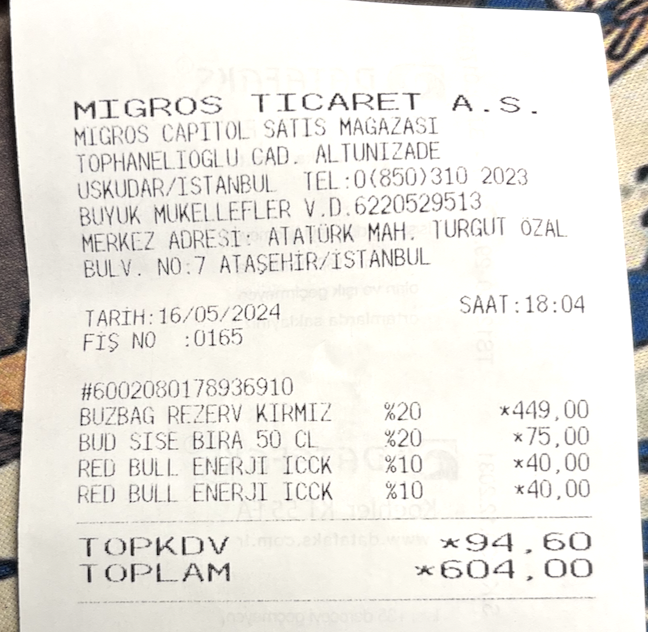 MIGROS TICARET A.S.
MIGROS CAPITOL SATIS MAGAZASI
TOPHANELIOGLU CAD. ALTUNIZADE
USKUDAR/ISTANBUL TEL:0(850)310 2023
BUYUK MUKELLEFLER V.D.6220529513
MERKEZ ADRESI: ATATÜRK MAH. TURGUT ÖZAL
BULV. NO:7 ATAŞEHİR/İSTANBUL
TARİH:16/05/2024 SAAT:18:04
FİŞ NO :0165
#6002080178936910
BUZBAG REZERV KIRMIZ %20 *449,00
BUD SISE BIRA 50 CL %20 *75,00
RED BULL ENERJI ICCK %10 *40,00
RED BULL ENERJI ICCK %10 *40,00
TOPKDV *94,60
TOPLAM *604,00